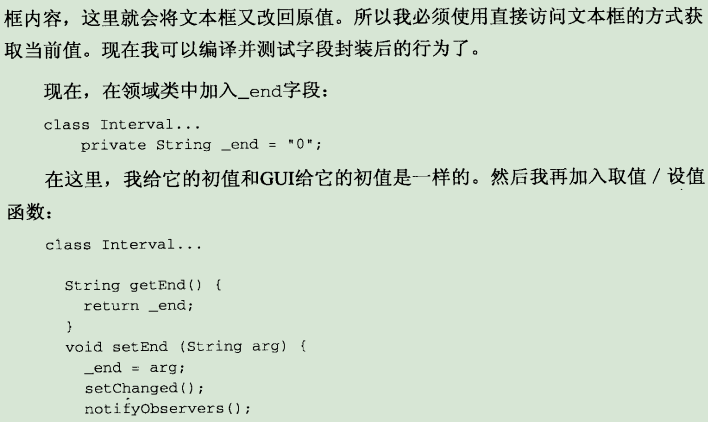 框内容，这里就会将文本框又改回原值。所以我必须使用直接访问文本框的方式获
取当前值。现在我可以编译并测试字段封装后的行为了。
现在，在领域类中加入_end字段：
class Interval...
private String _end = "0";
在这里，我给它的初值和GUI给它的初值是一样的。然后我再加入取值／设值
函数：
class Interval...
String getEnd() {
return _end;
}
void setEnd (String arg) {
_end = arg;
setChanged();
notifyObservers();